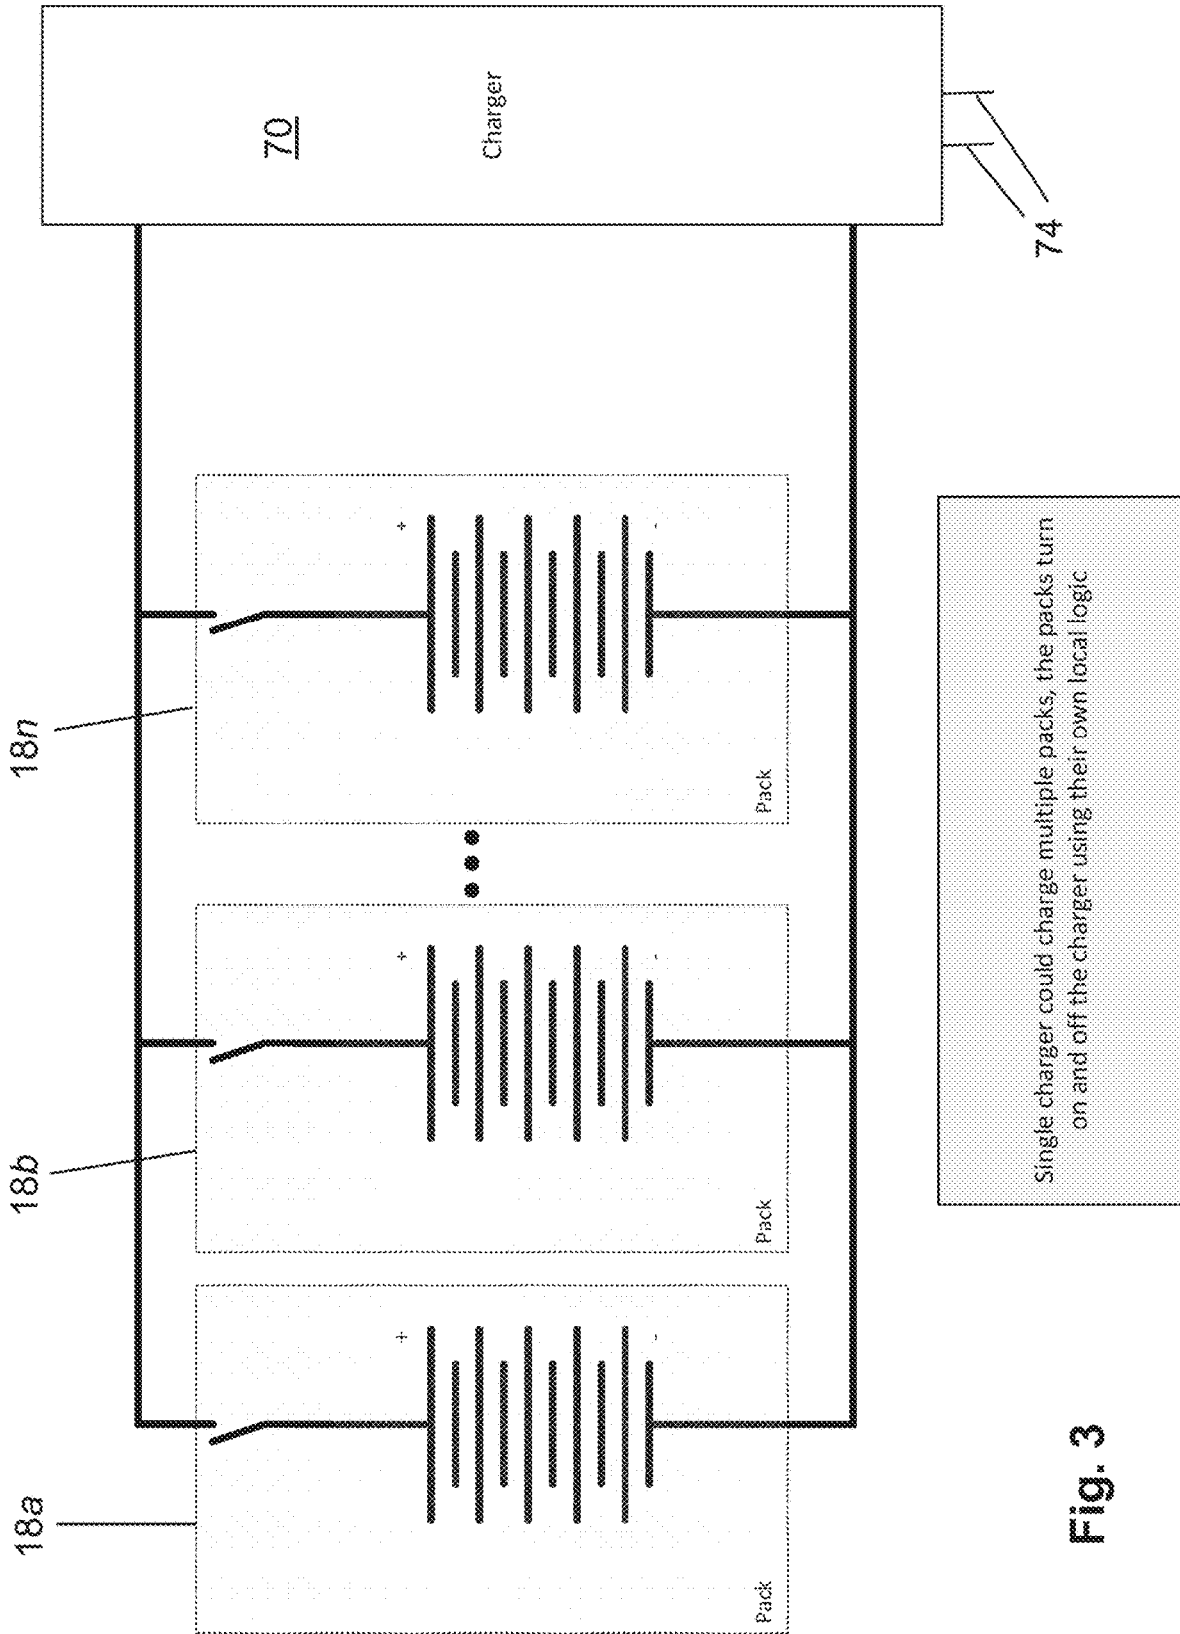 18a
18b
18n
Pack
Pack
Pack
+
-
+
-
+
-
70
Charger
74
Single charger could charge multiple packs, the packs turn
on and off the charger using their own local logic
Fig. 3